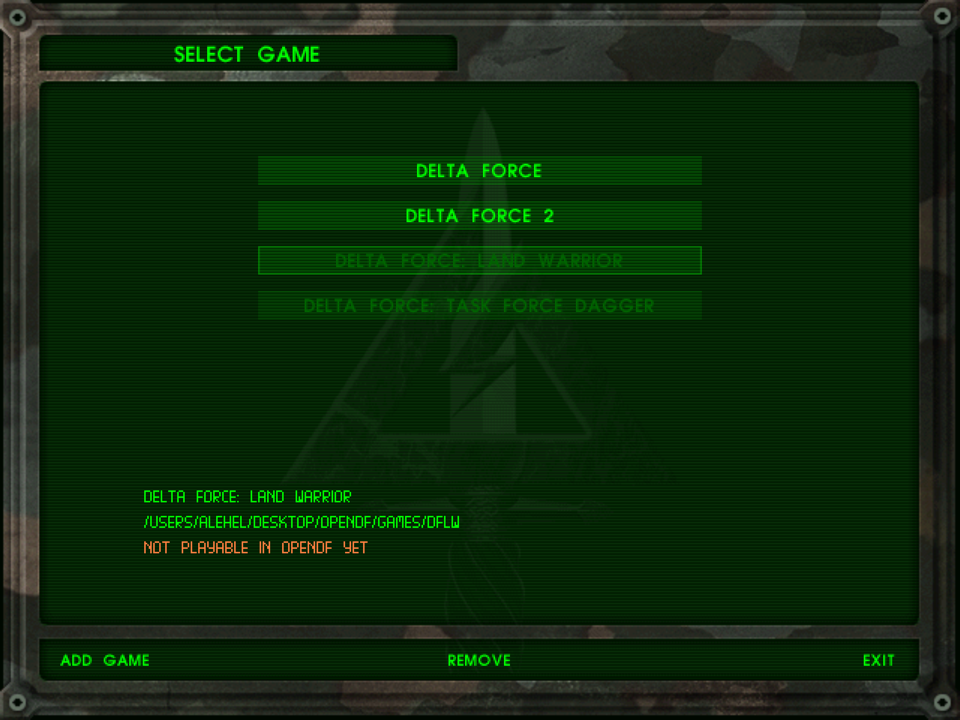 SELECT GAME
DELTA FORCE
DELTA FORCE 2
DELTA FORCE: LAND WARRIOR
DELTA FORCE: TASK FORCE DAGGER
DELTA FORCE: LAND WARRIOR
/USERS/ALEHEL/DESKTOP/OPENDF/GAMES/DFLW
NOT PLAYABLE IN OPENDF YET
ADD GAME
REMOVE
EXIT